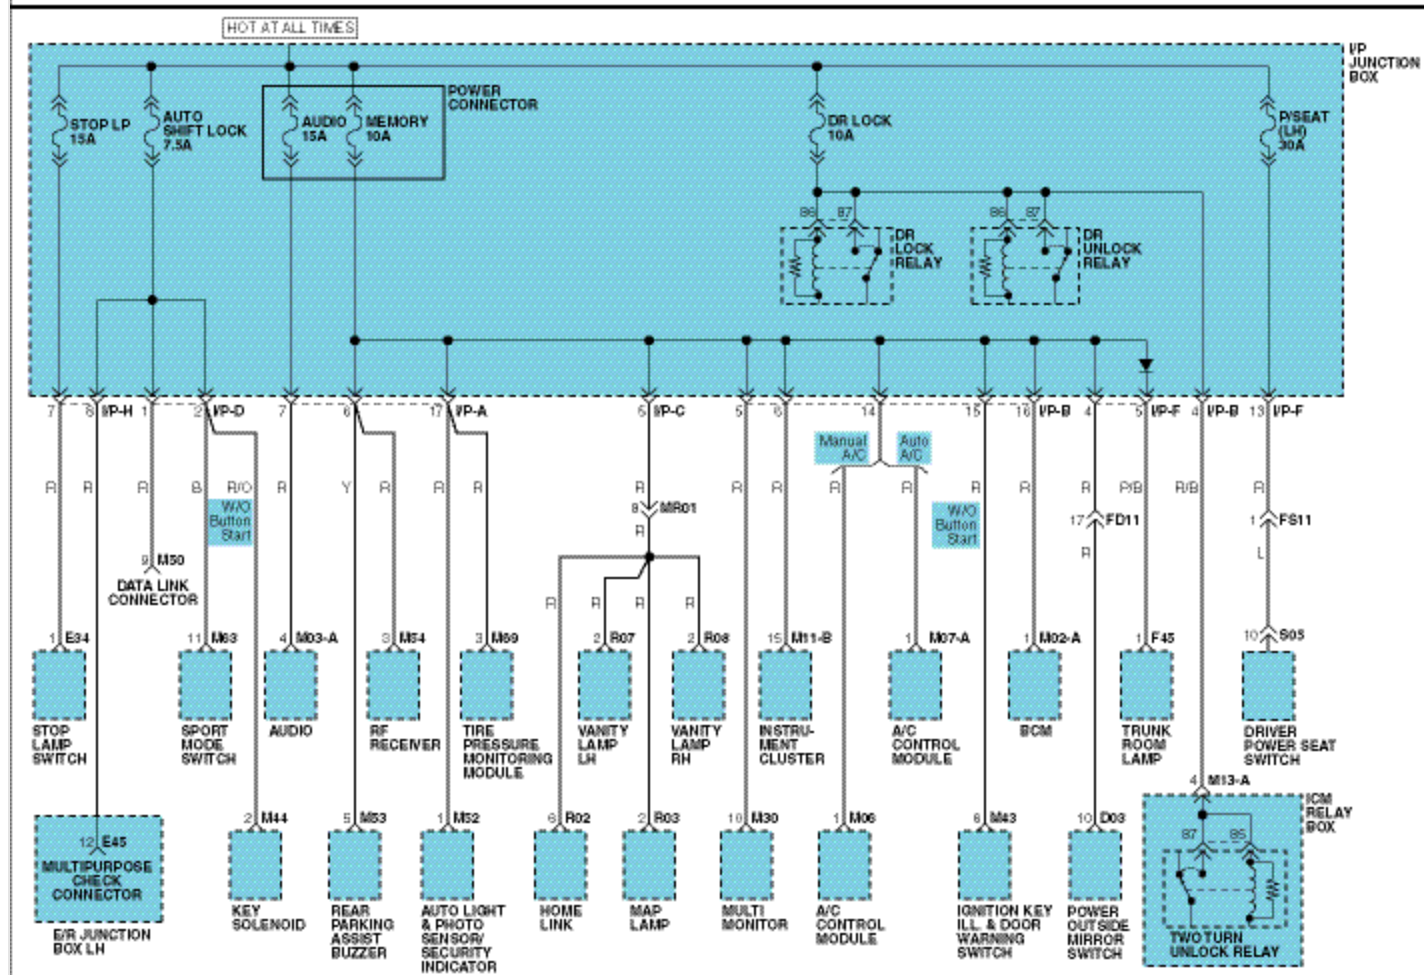 HOT AT ALL TIMES
I/P
JUNCTION
BOX
POWER
CONNECTOR
STOP LP
15A
AUTO
SHIFT LOCK
7.5A
AUDIO
15A
MEMORY
10A
DR LOCK
10A
P/SEAT
(LH)
30A
86 87
DR
LOCK
RELAY
86 87
DR
UNLOCK
RELAY
7 6 I/P-H 1 2 I/P-D 7 6 17 I/P-A 5 I/P-C 5 6 14 15 16 I/P-B 4 5 I/P-F 4 I/P-B 13 I/P-F
Manual
A/C
Auto
A/C
R R R B R/O R Y R R R R R R R R R R R/B R/B R
W/O
Button
Start
W/O
Button
Start
8 MR01
17 FD11
1 FS11
R
R
L
9 M50
DATA LINK
CONNECTOR
R R R R
1 E34
11 M63
4 M03-A
3 M54
3 M69
2 R07
2 R08
15 M11-B
1 M07-A
1 M02-A
1 F45
10 S05
STOP
LAMP
SWITCH
SPORT
MODE
SWITCH
AUDIO
RF
RECEIVER
TIRE
PRESSURE
MONITORING
MODULE
VANITY
LAMP
LH
VANITY
LAMP
RH
INSTRU-
MENT
CLUSTER
A/C
CONTROL
MODULE
BCM
TRUNK
ROOM
LAMP
DRIVER
POWER SEAT
SWITCH
4 M13-A
ICM
RELAY
BOX
87 85
TWO TURN
UNLOCK RELAY
12 E45
MULTIPURPOSE
CHECK
CONNECTOR
E/R JUNCTION
BOX LH
2 M44
5 M53
1 M52
6 R02
2 R03
10 M30
1 M06
6 M43
10 D03
KEY
SOLENOID
REAR
PARKING
ASSIST
BUZZER
AUTO LIGHT
& PHOTO
SENSOR/
SECURITY
INDICATOR
HOME
LINK
MAP
LAMP
MULTI
MONITOR
A/C
CONTROL
MODULE
IGNITION KEY
ILL. & DOOR
WARNING
SWITCH
POWER
OUTSIDE
MIRROR
SWITCH